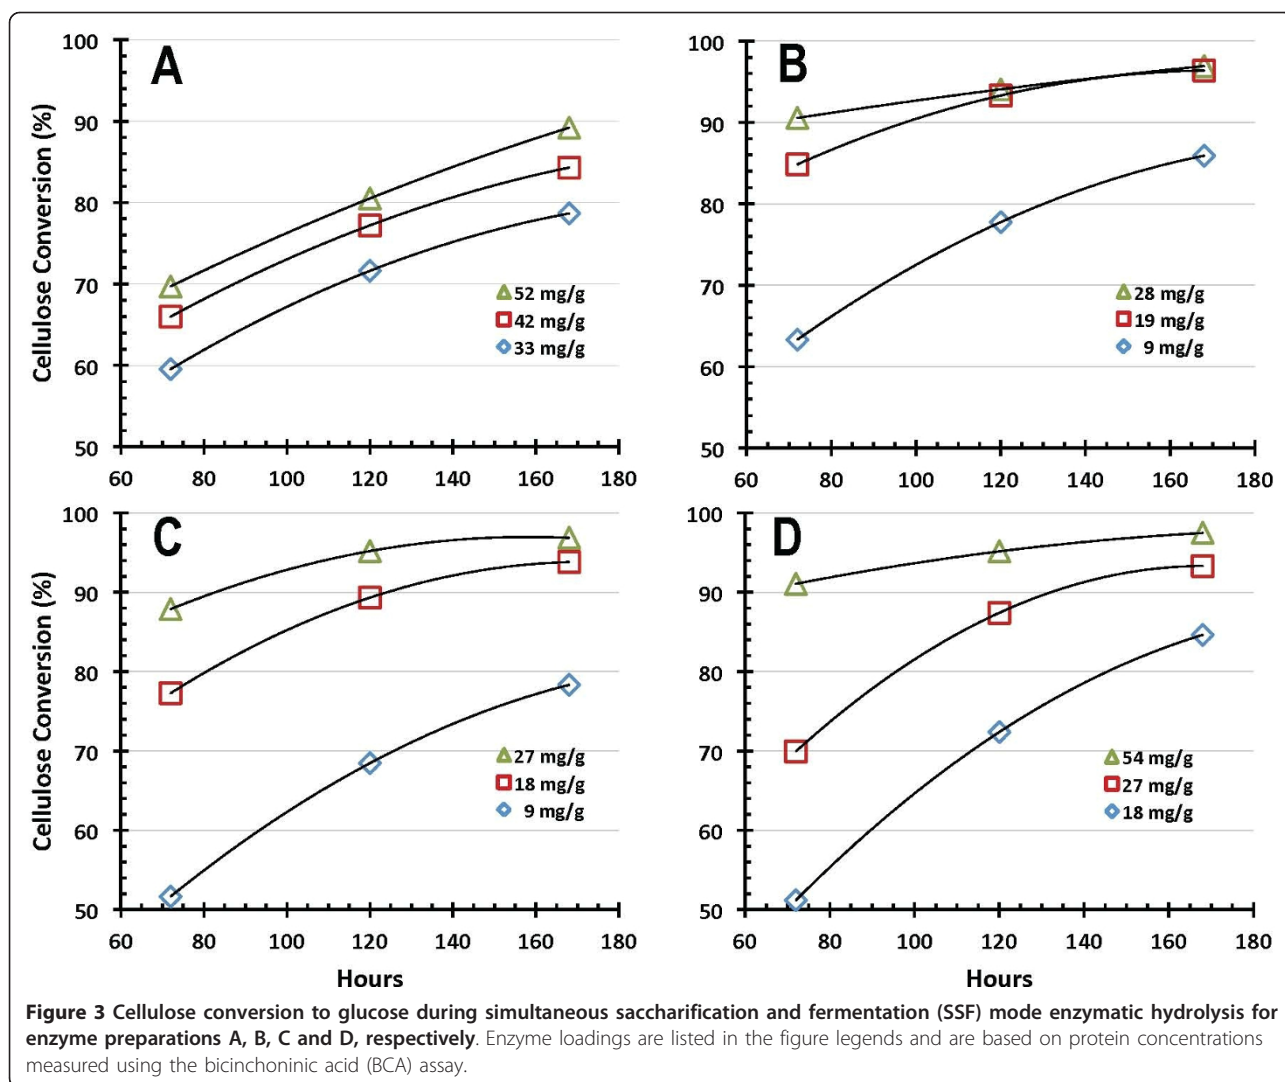 A
Cellulose Conversion (%)
100
90
80
70
60
50
52 mg/g
42 mg/g
33 mg/g
60 80 100 120 140 160 180
B
100
90
80
70
60
50
28 mg/g
19 mg/g
9 mg/g
60 80 100 120 140 160 180
C
Cellulose Conversion (%)
100
90
80
70
60
50
27 mg/g
18 mg/g
9 mg/g
60 80 100 120 140 160 180
Hours
D
100
90
80
70
60
50
54 mg/g
27 mg/g
18 mg/g
60 80 100 120 140 160 180
Hours
Figure 3 Cellulose conversion to glucose during simultaneous saccharification and fermentation (SSF) mode enzymatic hydrolysis for
enzyme preparations A, B, C and D, respectively. Enzyme loadings are listed in the figure legends and are based on protein concentrations
measured using the bicinchoninic acid (BCA) assay.